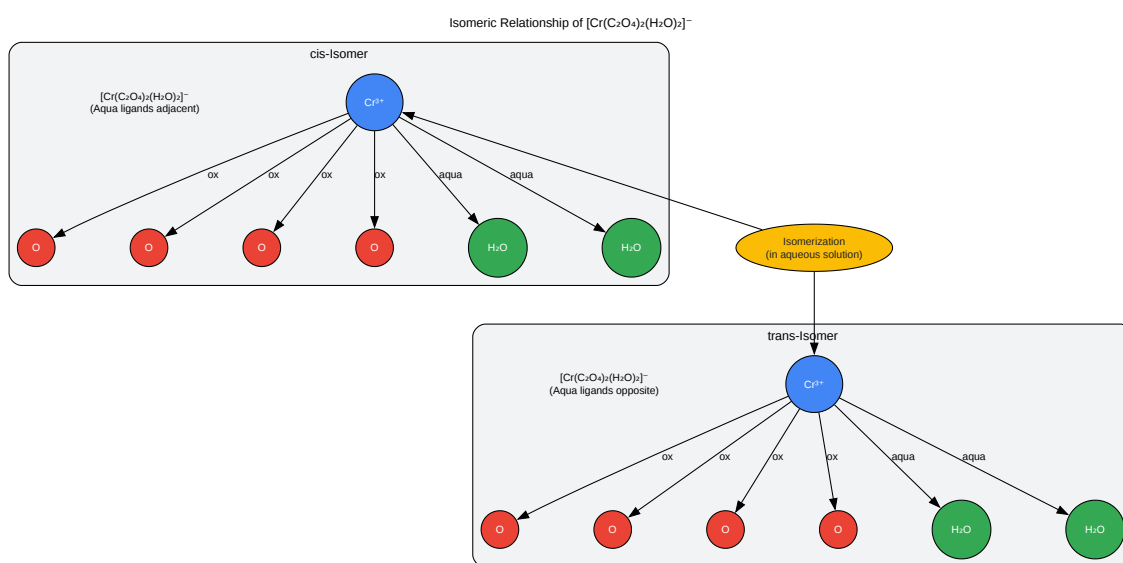 Isomeric Relationship of [Cr(C₂O₄)₂(H₂O)₂]⁻
cis-Isomer
[Cr(C₂O₄)₂(H₂O)₂]⁻
(Aqua ligands adjacent)
Cr³⁺
ox
ox
ox
ox
aqua
aqua
O
O
O
O
H₂O
H₂O
Isomerization
(in aqueous solution)
trans-Isomer
[Cr(C₂O₄)₂(H₂O)₂]⁻
(Aqua ligands opposite)
Cr³⁺
ox
ox
ox
ox
aqua
aqua
O
O
O
O
H₂O
H₂O